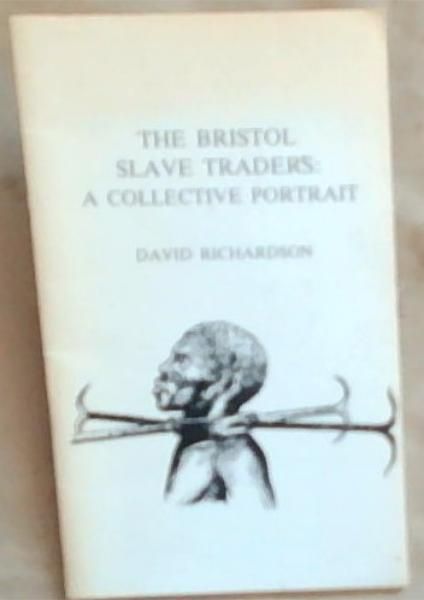 THE BRISTOL
SLAVE TRADERS:
A COLLECTIVE PORTRAIT
DAVID RICHARDSON